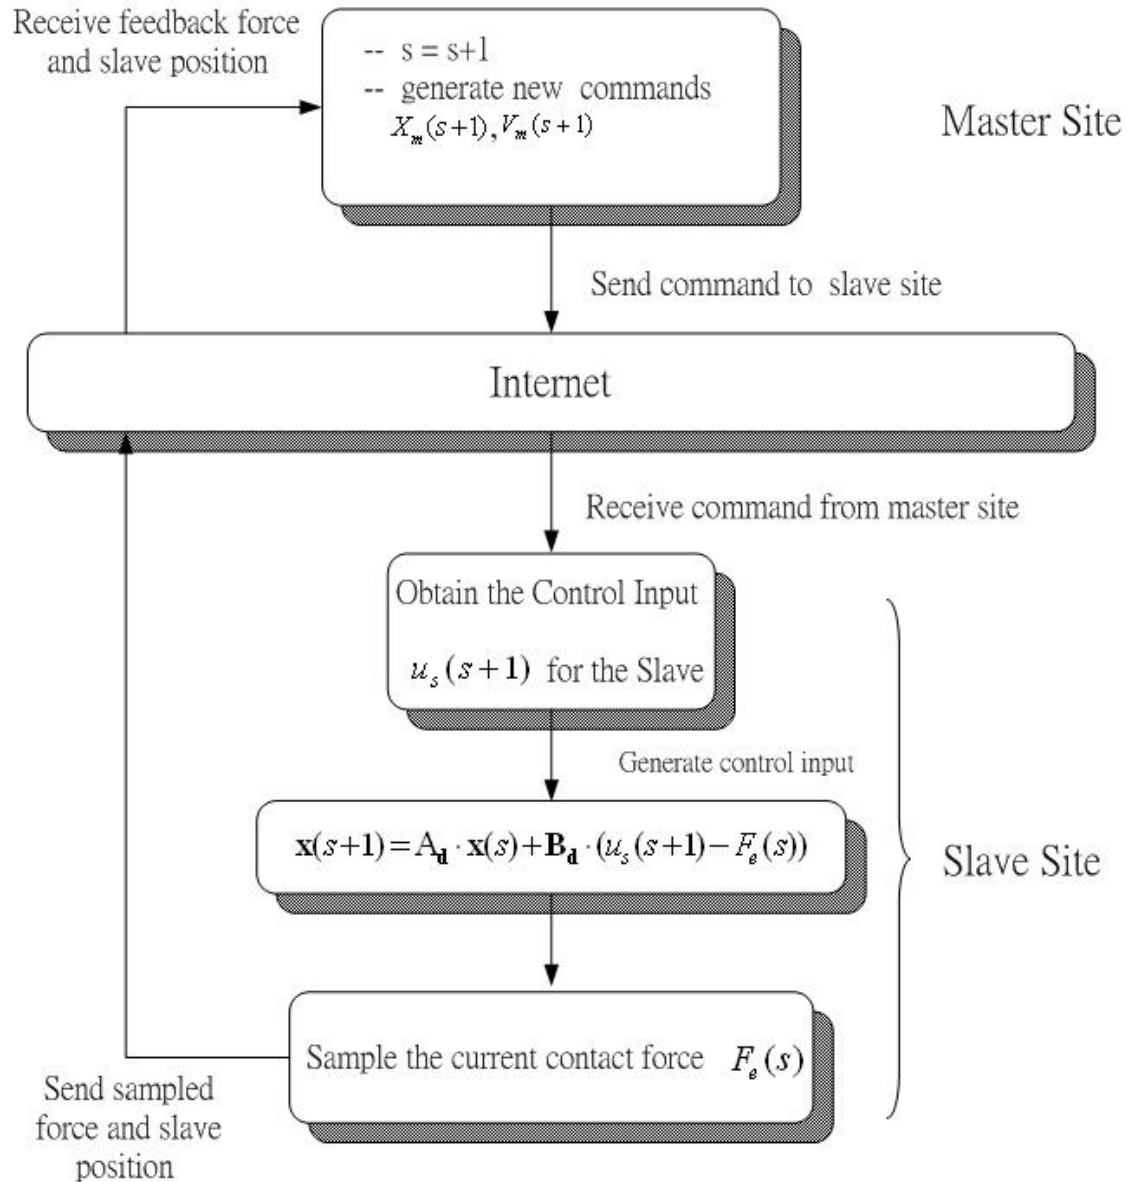 Receive feedback force
and slave position
-- s = s+1
-- generate new commands
X_m(s+1), V_m(s+1)
Master Site
Send command to slave site
Internet
Receive command from master site
Obtain the Control Input
u_s(s+1) for the Slave
Generate control input
x(s+1) = A_d · x(s) + B_d · (u_s(s+1) − F_e(s))
Slave Site
Sample the current contact force F_e(s)
Send sampled
force and slave
position